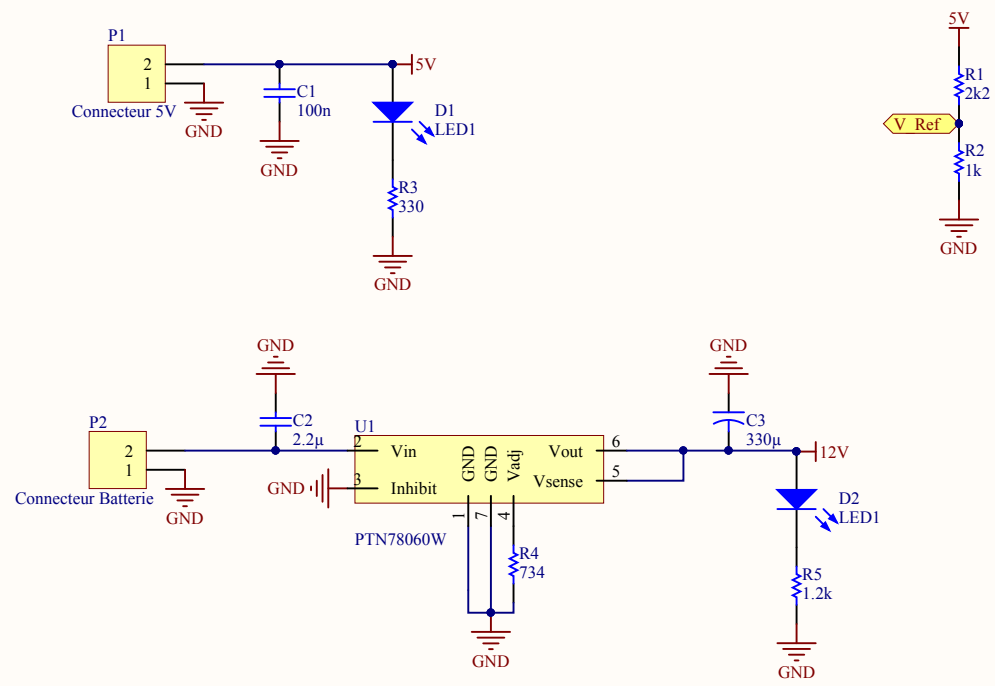 P1
2
1
Connecteur 5V
GND
C1
100n
GND
5V
D1
LED1
R3
330
GND
5V
R1
2k2
V_Ref
R2
1k
GND
GND
C2
2.2µ
P2
2
1
Connecteur Batterie
GND
U1
2
Vin
GND
3
Inhibit
GND
GND
Vadj
Vout
6
Vsense
5
1
7
4
PTN78060W
R4
734
GND
GND
C3
330µ
12V
D2
LED1
R5
1.2k
GND